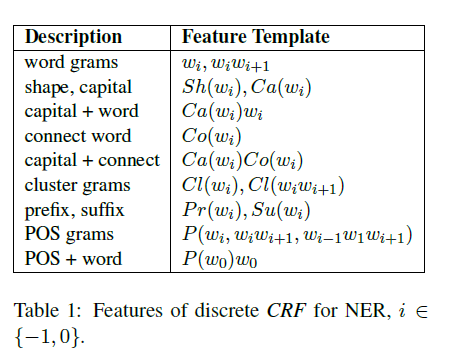 Description Feature Template
word grams w_i, w_iw_{i+1}
shape, capital Sh(w_i), Ca(w_i)
capital + word Ca(w_i)w_i
connect word Co(w_i)
capital + connect Ca(w_i)Co(w_i)
cluster grams Cl(w_i), Cl(w_iw_{i+1})
prefix, suffix Pr(w_i), Su(w_i)
POS grams P(w_i, w_iw_{i+1}, w_{i−1}w_1w_{i+1})
POS + word P(w_0)w_0
Table 1: Features of discrete CRF for NER, i ∈
{−1, 0}.